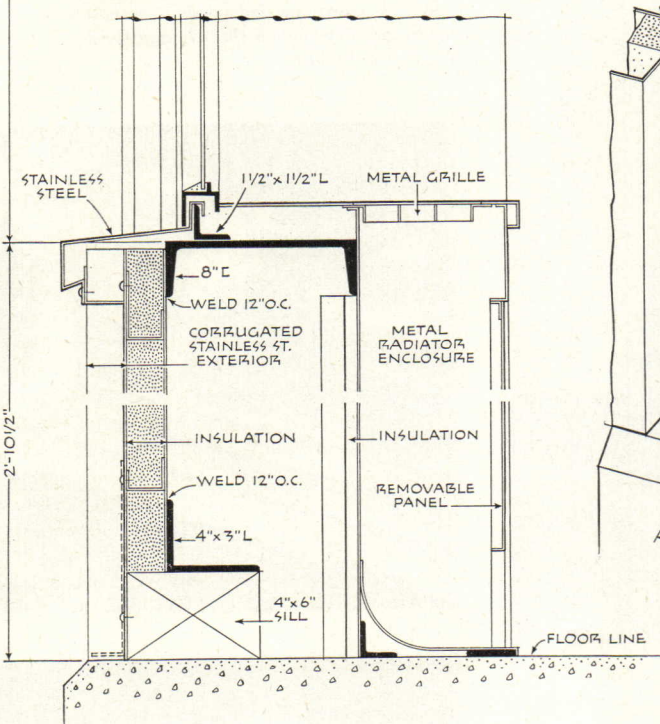 STAINLESS
STEEL
1 1/2" x 1 1/2" L
METAL GRILLE
8" [
WELD 12" O.C.
CORRUGATED
STAINLESS ST.
EXTERIOR
METAL
RADIATOR
ENCLOSURE
2'-10 1/2"
INSULATION
INSULATION
WELD 12" O.C.
REMOVABLE
PANEL
4" x 3" L
4" x 6"
SILL
FLOOR LINE